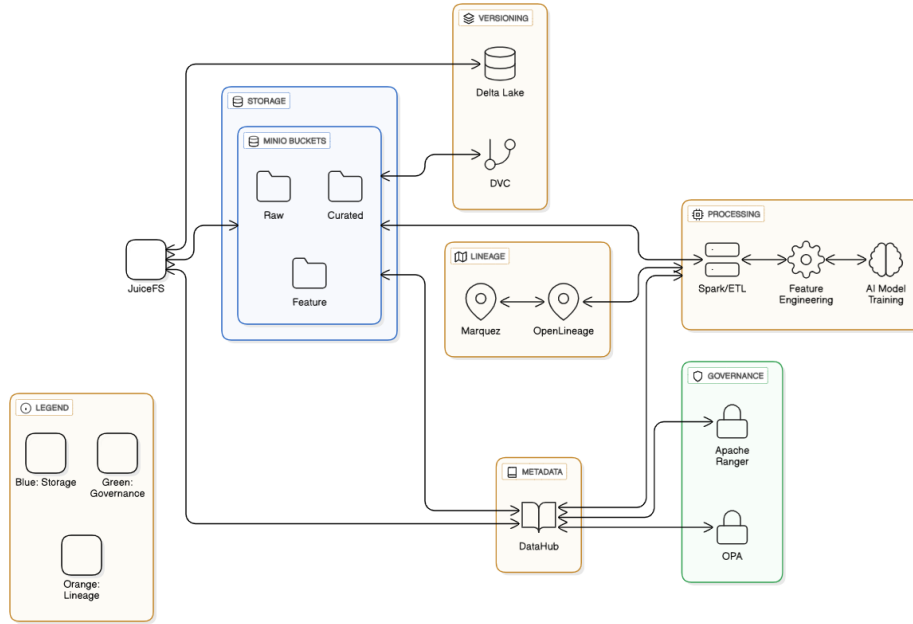 VERSIONING
Delta Lake
DVC
STORAGE
MINIO BUCKETS
Raw
Curated
Feature
JuiceFS
LINEAGE
Marquez
OpenLineage
PROCESSING
Spark/ETL
Feature
Engineering
AI Model
Training
GOVERNANCE
Apache
Ranger
OPA
METADATA
DataHub
LEGEND
Blue: Storage
Green:
Governance
Orange:
Lineage